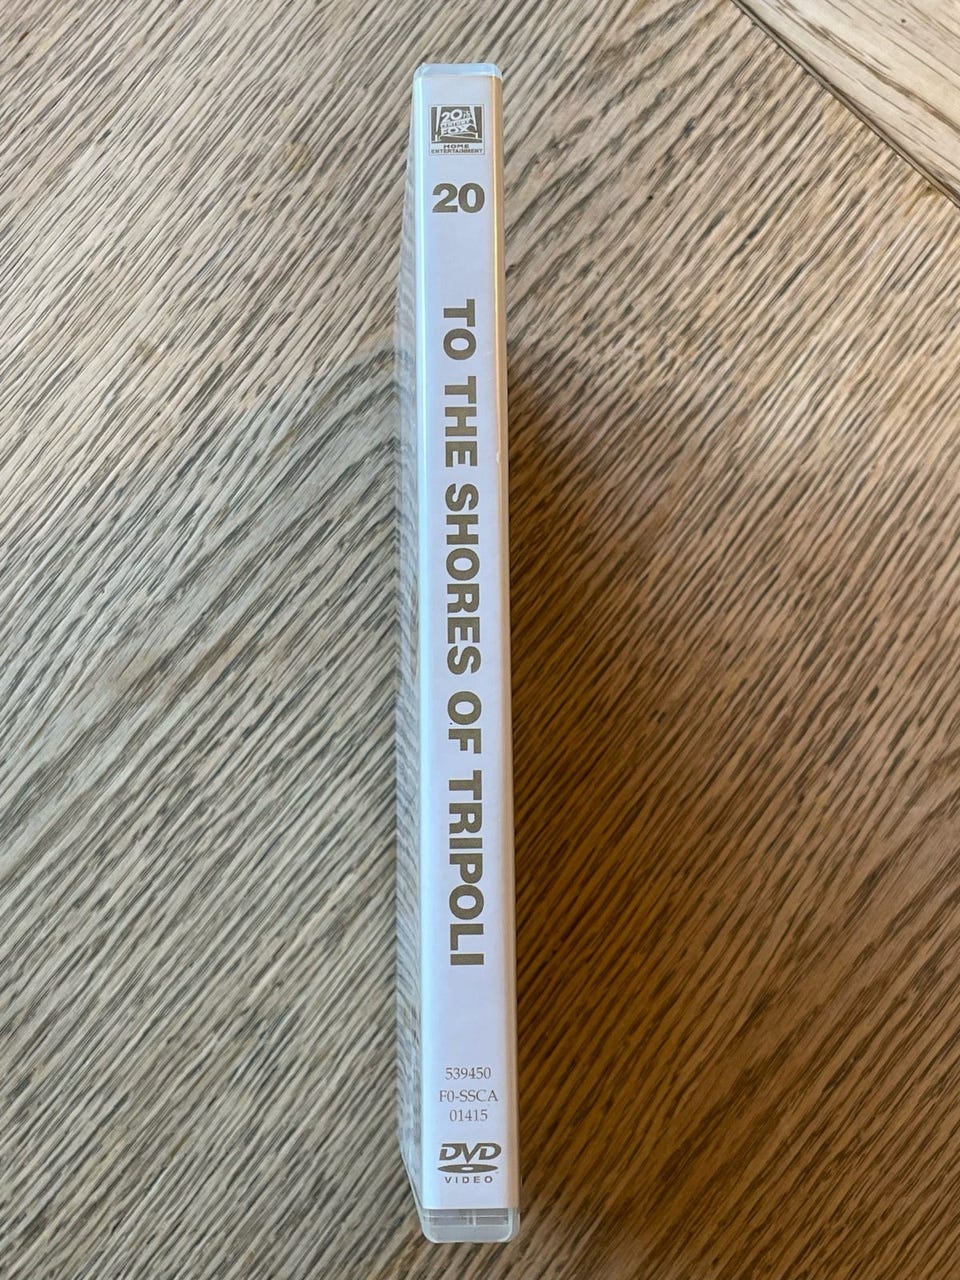 20TH
CENTURY
FOX
HOME
ENTERTAINMENT
20
TO THE SHORES OF TRIPOLI
539450
F0-SSCA
01415
DVD
VIDEO